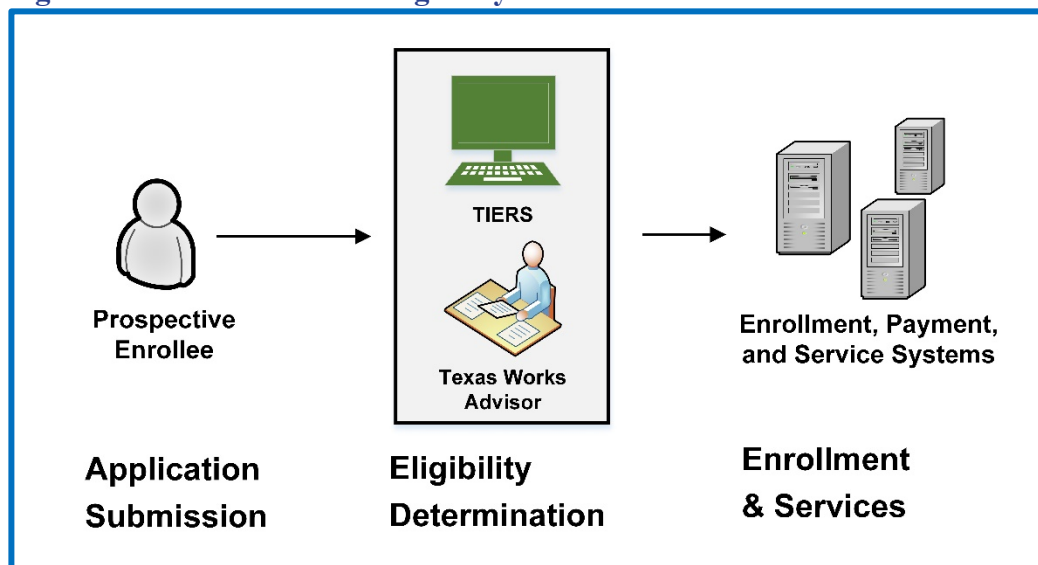 TIERS
Texas Works
Advisor
Prospective
Enrollee
Enrollment, Payment,
and Service Systems
Application
Submission
Eligibility
Determination
Enrollment
& Services